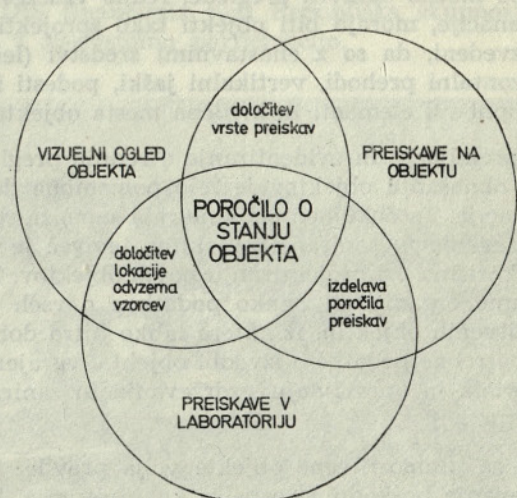 določitev
vrste preiskav
VIZUELNI OGLED
OBJEKTA
PREISKAVE NA
OBJEKTU
POROČILO O
STANJU
OBJEKTA
določitev
lokacije
odvzema
vzorcev
izdelava
poročila
preiskav
PREISKAVE V
LABORATORIJU